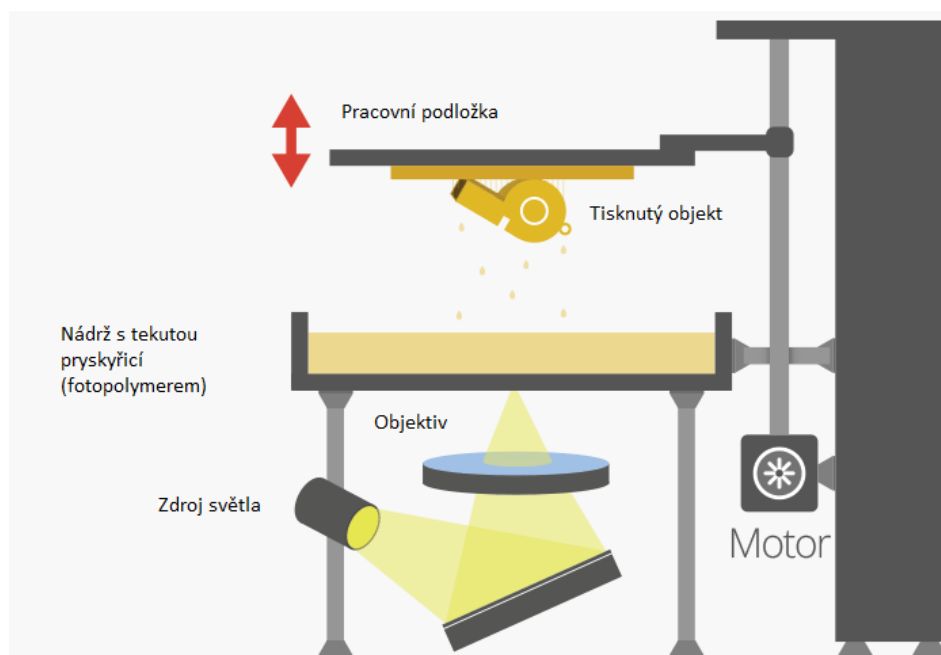 Pracovní podložka
Tisknutý objekt
Nádrž s tekutou
pryskyřicí
(fotopolymerem)
Objektiv
Zdroj světla
Motor